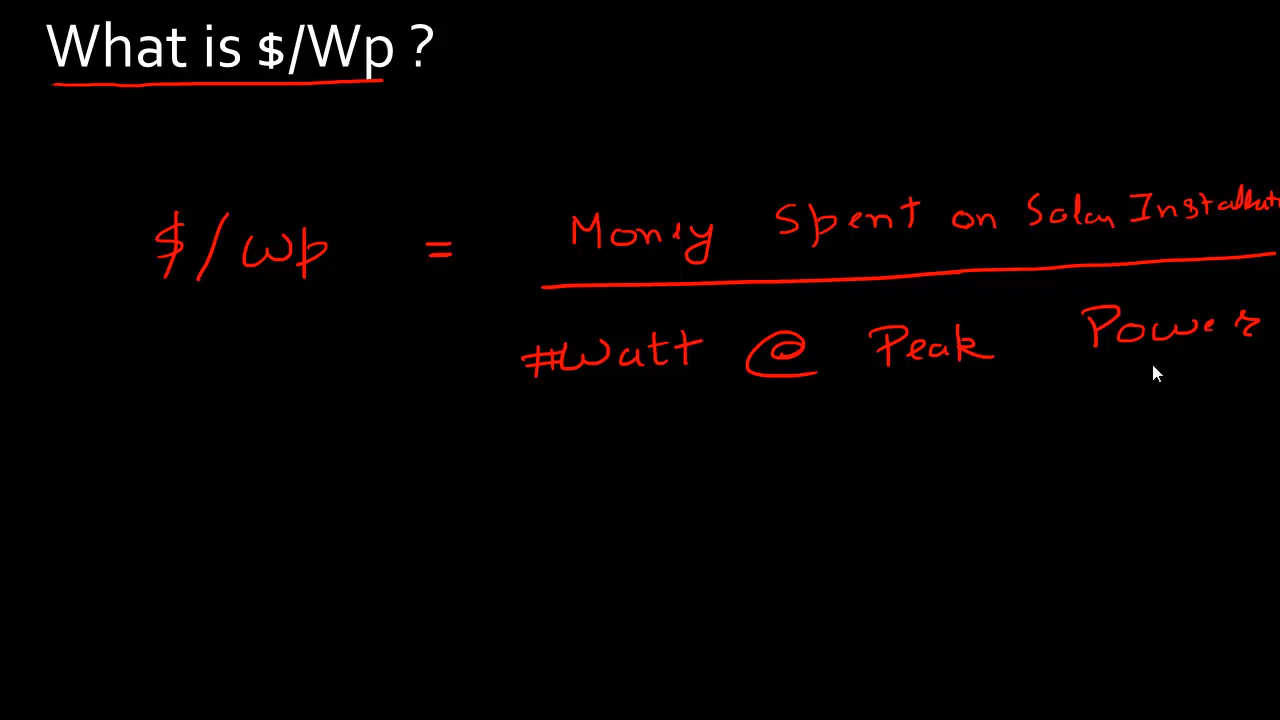 What is $/Wp ?
$/Wp = Money Spent on Solar
#Watt @ Peak Power